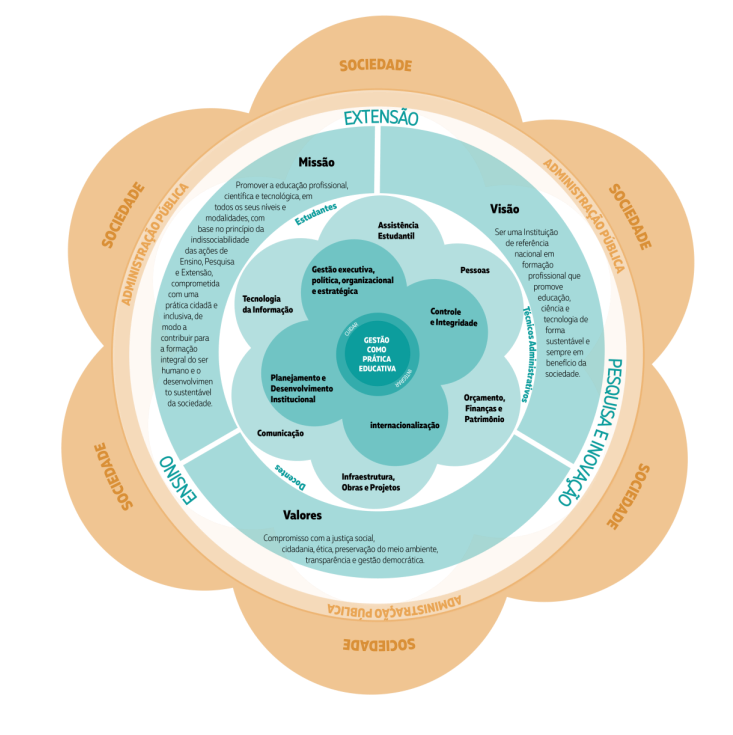 SOCIEDADE
EXTENSÃO
SOCIEDADE
ADMINISTRAÇÃO PÚBLICA
Missão
Promover a educação profissional,
científica e tecnológica, em
todos os seus níveis e
modalidades, com
base no princípio da
indissociabilidade
das ações de
Ensino, Pesquisa
e Extensão,
comprometida
com uma
prática cidadã e
inclusiva, de
modo a
contribuir para
a formação
integral do ser
humano e o
desenvolvimen
to sustentável
da sociedade.
ADMINISTRAÇÃO PÚBLICA
SOCIEDADE
Visão
Ser uma Instituição
de referência
nacional em
formação
profissional que
promove
educação,
ciência e
tecnologia de
forma
sustentável e
sempre em
benefício da
sociedade.
Estudantes
Técnicos Administrativos
Docentes
Assistência
Estudantil
Gestão executiva,
política, organizacional
e estratégica
Pessoas
Tecnologia
da Informação
Controle
e Integridade
CUIDAR
GESTÃO
COMO
PRÁTICA
EDUCATIVA
INTEGRAR
Planejamento e
Desenvolvimento
Institucional
Orçamento,
Finanças e
Patrimônio
Comunicação
internacionalização
Infraestrutura,
Obras e Projetos
PESQUISA E INOVAÇÃO
ENSINO
SOCIEDADE
SOCIEDADE
Valores
Compromisso com a justiça social,
cidadania, ética, preservação do meio ambiente,
transparência e gestão democrática.
ADMINISTRAÇÃO PÚBLICA
SOCIEDADE